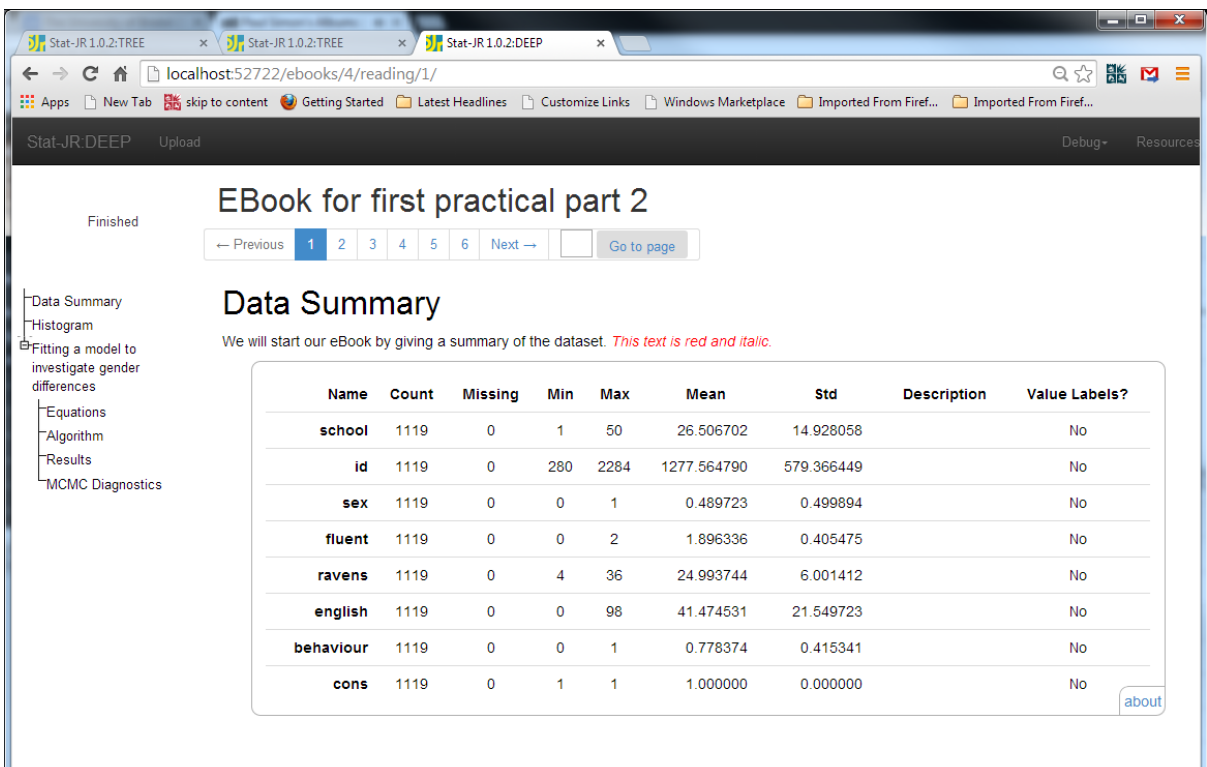 Stat-JR 1.0.2:TREE × Stat-JR 1.0.2:TREE × Stat-JR 1.0.2:DEEP ×
localhost:52722/ebooks/4/reading/1/
Apps New Tab skip to content Getting Started Latest Headlines Customize Links Windows Marketplace Imported From Firef... Imported From Firef...
Stat-JR:DEEP Upload Debug Resources
Finished
EBook for first practical part 2
← Previous 1 2 3 4 5 6 Next → Go to page
Data Summary
Histogram
Fitting a model to
investigate gender
differences
Equations
Algorithm
Results
MCMC Diagnostics
Data Summary
We will start our eBook by giving a summary of the dataset. This text is red and italic.
Name Count Missing Min Max Mean Std Description Value Labels?
school 1119 0 1 50 26.506702 14.928058 No
id 1119 0 280 2284 1277.564790 579.366449 No
sex 1119 0 0 1 0.489723 0.499894 No
fluent 1119 0 0 2 1.896336 0.405475 No
ravens 1119 0 4 36 24.993744 6.001412 No
english 1119 0 0 98 41.474531 21.549723 No
behaviour 1119 0 0 1 0.778374 0.415341 No
cons 1119 0 1 1 1.000000 0.000000 No
about